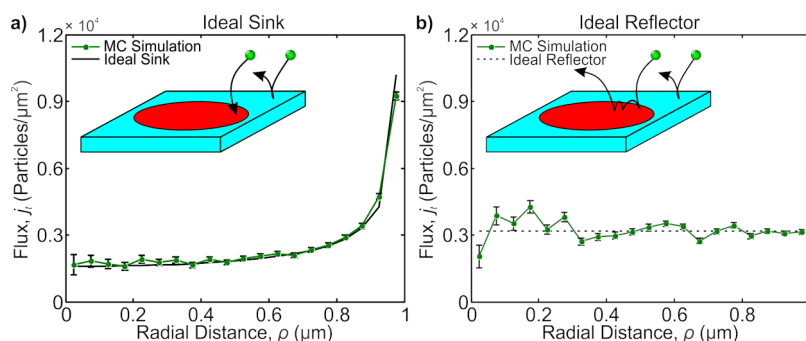 a) Ideal Sink
1.2 × 10⁴
MC Simulation
Ideal Sink
0.9
0.6
0.3
0
Flux, jₜ (Particles/µm²)
0 0.2 0.4 0.6 0.8 1
Radial Distance, ρ (µm)
b) Ideal Reflector
1.2 × 10⁴
MC Simulation
Ideal Reflector
0.9
0.6
0.3
0
Flux, jₜ (Particles/µm²)
0 0.2 0.4 0.6 0.8
Radial Distance, ρ (µm)